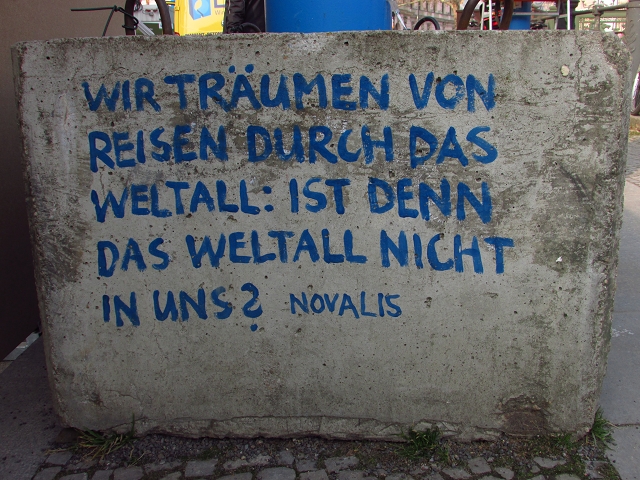 WIR TRÄUMEN VON
REISEN DURCH DAS
WELTALL: IST DENN
DAS WELTALL NICHT
IN UNS? NOVALIS